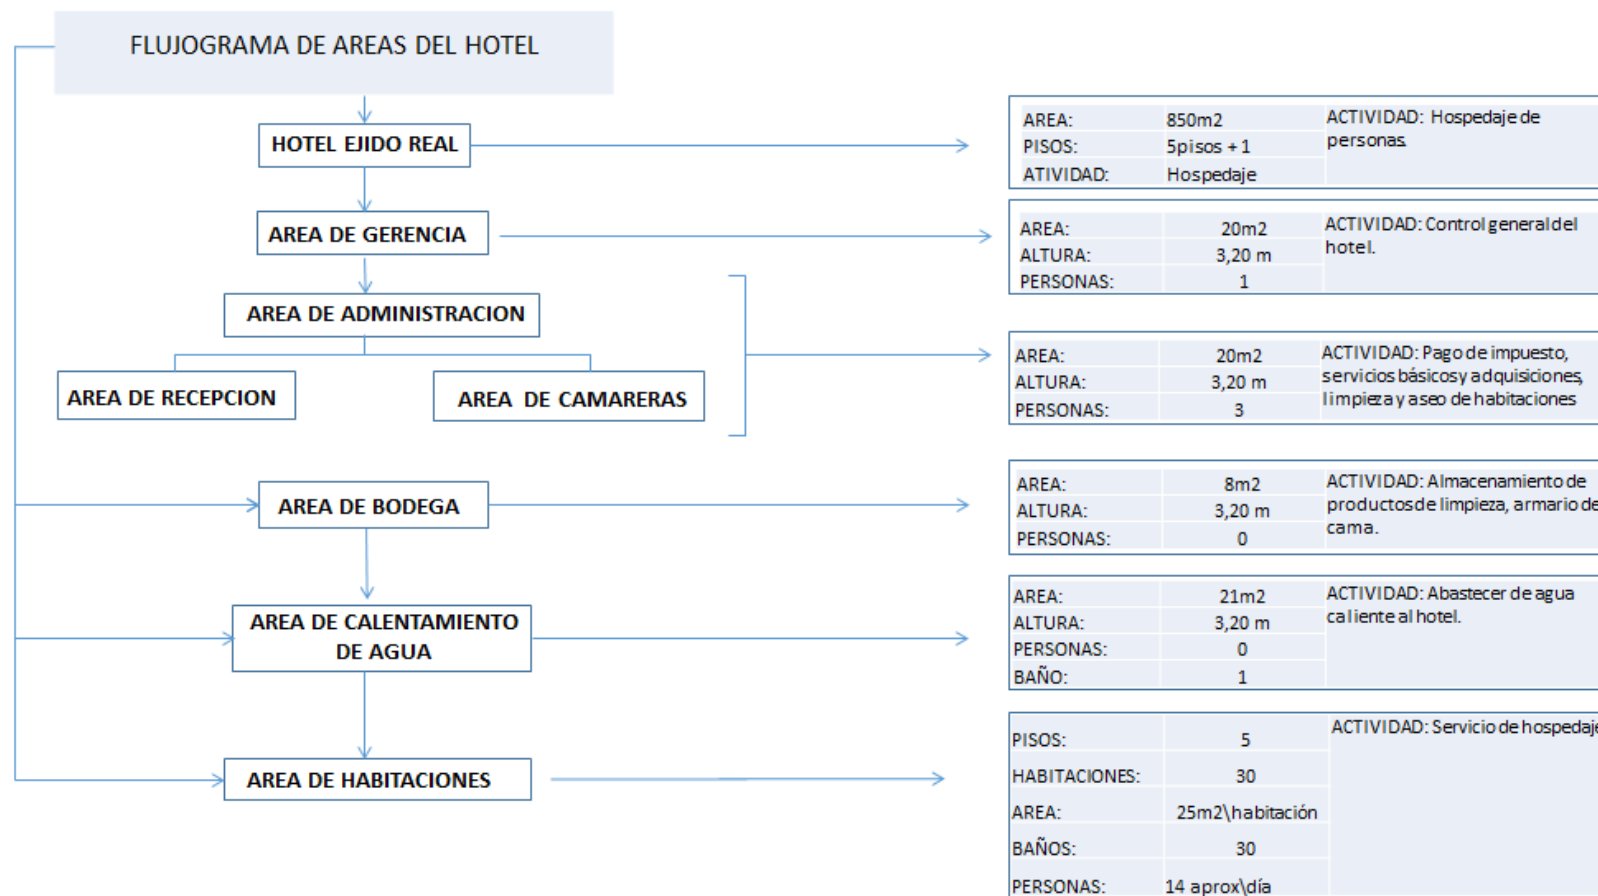 FLUJOGRAMA DE AREAS DEL HOTEL
HOTEL EJIDO REAL
AREA: 850m2 ACTIVIDAD: Hospedaje de
PISOS: 5pisos + 1 personas.
ATIVIDAD: Hospedaje
AREA DE GERENCIA
AREA: 20m2 ACTIVIDAD: Control general del
ALTURA: 3,20 m hotel.
PERSONAS: 1
AREA DE ADMINISTRACION
AREA DE RECEPCION
AREA DE CAMARERAS
AREA: 20m2 ACTIVIDAD: Pago de impuesto,
ALTURA: 3,20 m servicios básicos y adquisiciones,
PERSONAS: 3 limpieza y aseo de habitaciones
AREA DE BODEGA
AREA: 8m2 ACTIVIDAD: Almacenamiento de
ALTURA: 3,20 m productos de limpieza, armario de
PERSONAS: 0 cama.
AREA DE CALENTAMIENTO
DE AGUA
AREA: 21m2 ACTIVIDAD: Abastecer de agua
ALTURA: 3,20 m caliente al hotel.
PERSONAS: 0
BAÑO: 1
AREA DE HABITACIONES
PISOS: 5 ACTIVIDAD: Servicio de hospedaje
HABITACIONES: 30
AREA: 25m2\habitación
BAÑOS: 30
PERSONAS: 14 aprox\día